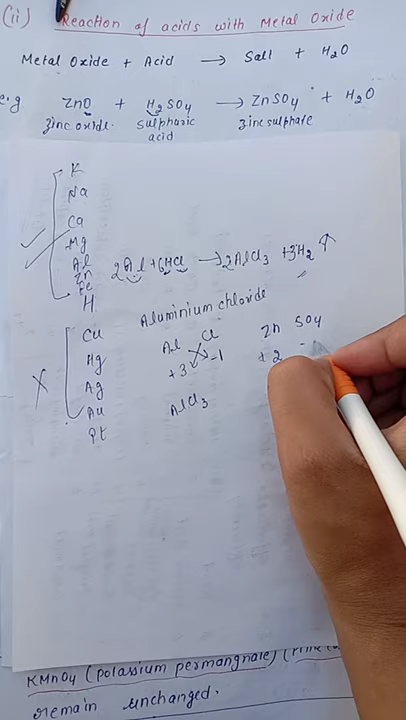 (ii) Reaction of acids with Metal Oxide
Metal Oxide + Acid → Salt + H2O
e.g ZnO + H2SO4 → ZnSO4 + H2O
zinc oxide. sulphuric acid zinc sulphate
K
Na
Ca
Mg
Al
Zn
Fe
H
2Al + 6HCl → 2AlCl3 + 3H2 ↑
Aluminium chloride
Cu
Hg
Ag
Au
Pt
Al Cl
+3 -1
AlCl3
Zn SO4
+2 -
KMnO4 (potassium permangnate)
remain unchanged.